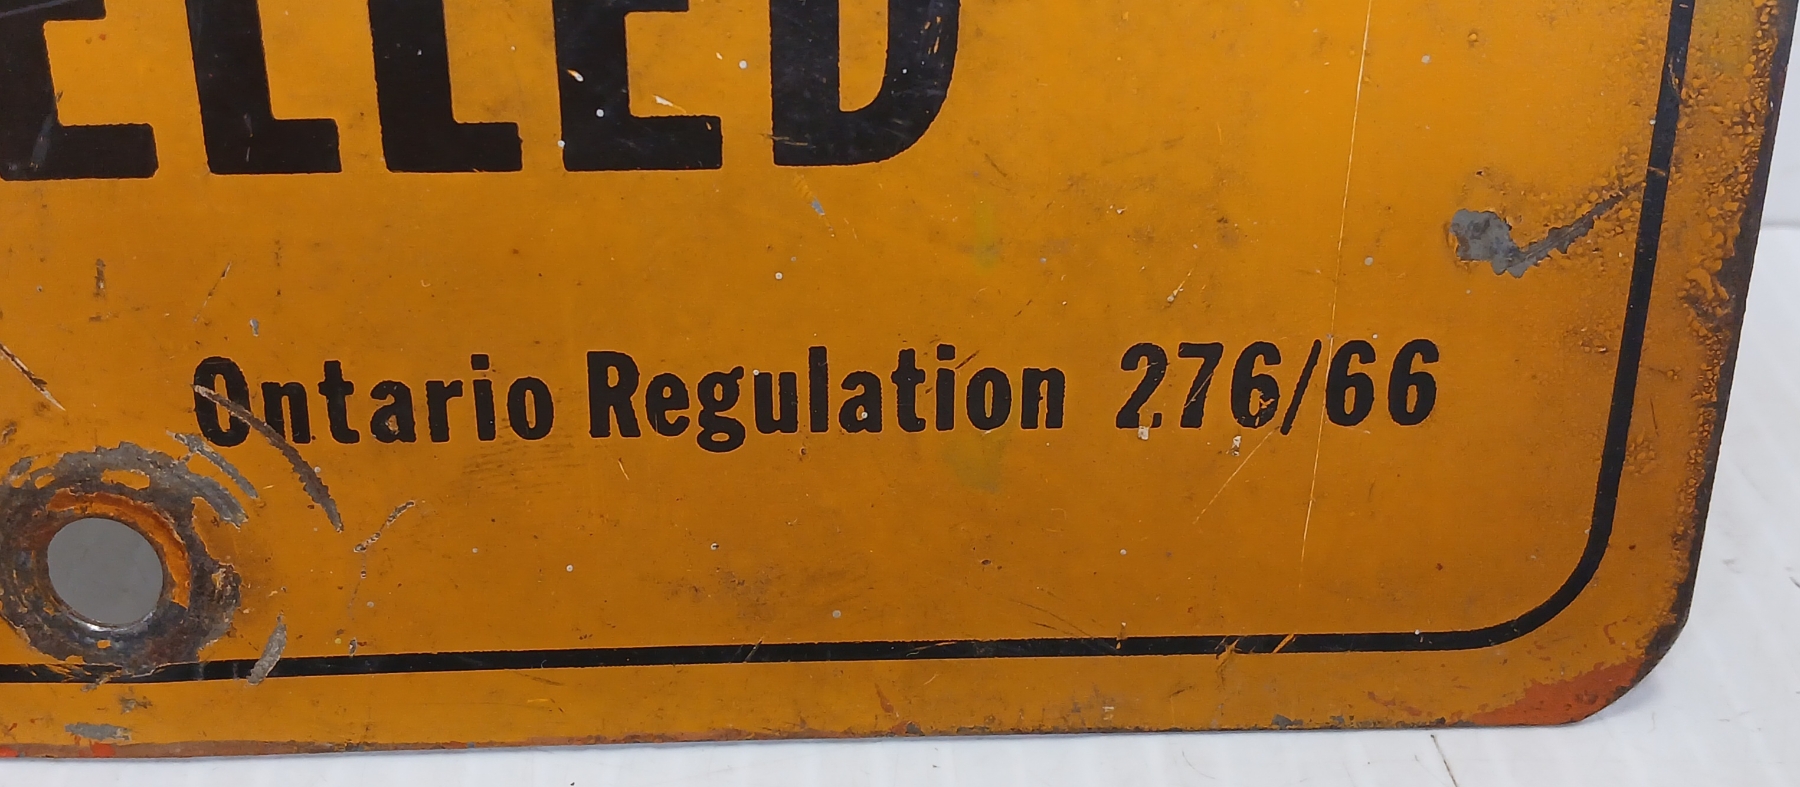 ELLED
Ontario Regulation 276/66